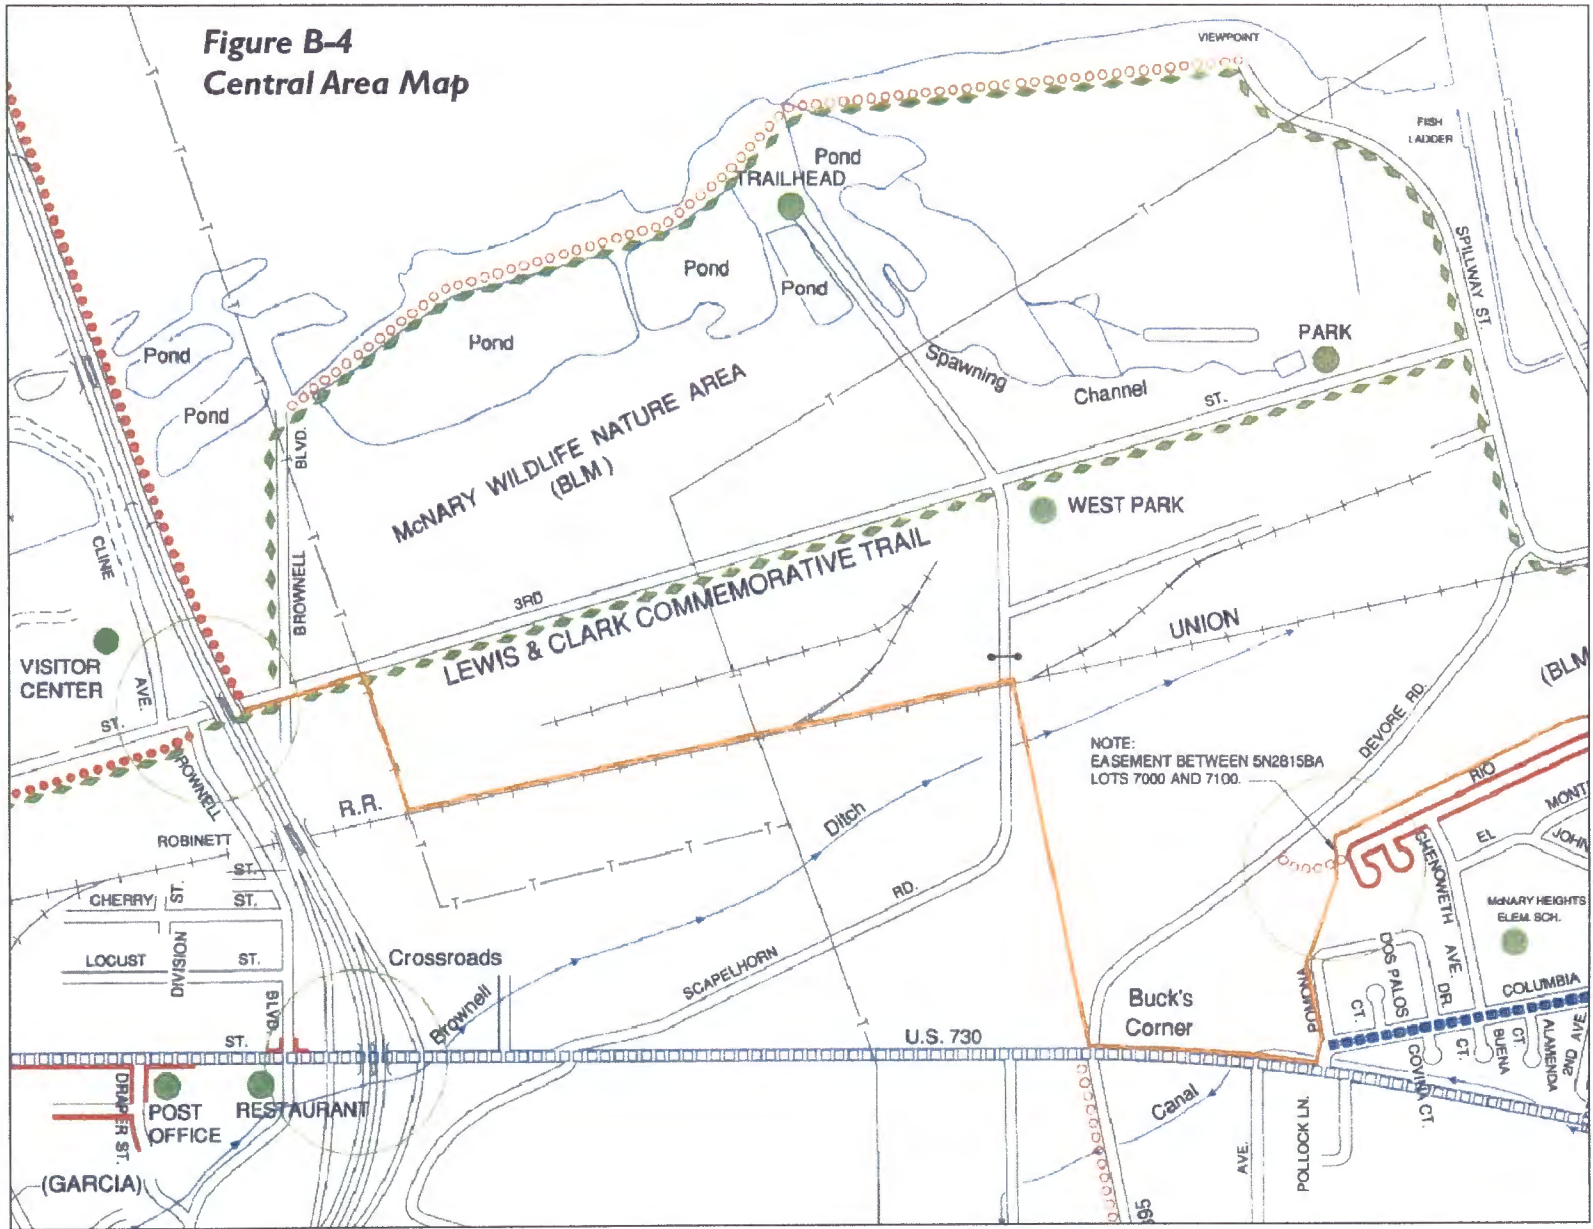 Figure B-4
Central Area Map
VIEWPOINT
FISH
LADDER
Pond
TRAILHEAD
SPILLWAY ST.
Pond
Pond
Pond
Pond
Pond
PARK
Spawning
Channel
ST.
McNARY WILDLIFE NATURE AREA
(BLM)
BLVD.
BROWNELL
WEST PARK
CLINE
AVE.
3RD
LEWIS & CLARK COMMEMORATIVE TRAIL
UNION
VISITOR
CENTER
ST.
(BLM
DEVORE RD.
NOTE:
EASEMENT BETWEEN 5N2815BA
LOTS 7000 AND 7100.
ROWNELL
R.R.
Ditch
RIO
ROBINETT
ST.
EL
JOHN
CHENOWETH AVE.
CHERRY
ST.
ST.
RD.
McNARY HEIGHTS
ELEM. SCH.
LOCUST
DIVISION
ST.
Crossroads
SCAPELHORN
DOS PALOS
CT.
DR.
POMONA
COLUMBIA
BLVD.
Brownell
Buck's
Corner
ST.
U.S. 730
COVINA CT.
CT.
BUENA
CT.
ALAMENDA
2ND AVE
DRAPER ST.
POST
OFFICE
RESTAURANT
Canal
AVE.
POLLOCK LN.
(GARCIA)